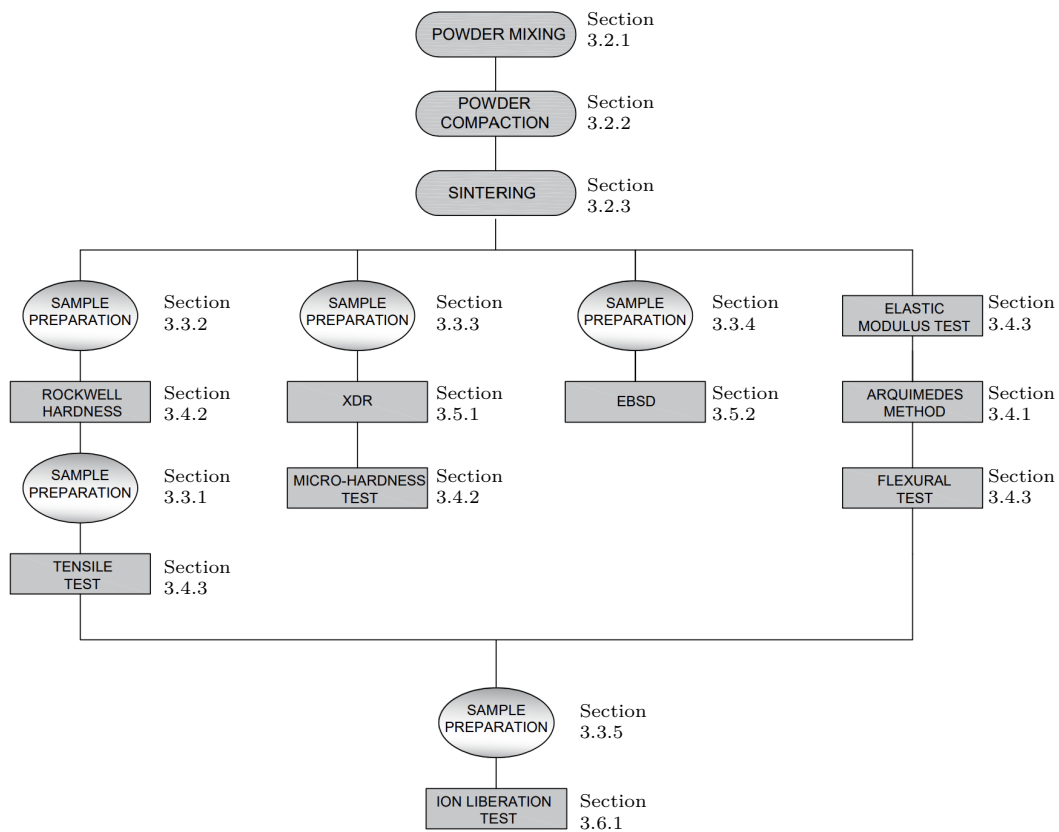 POWDER MIXING
Section
3.2.1
POWDER
COMPACTION
Section
3.2.2
SINTERING
Section
3.2.3
SAMPLE
PREPARATION
Section
3.3.2
SAMPLE
PREPARATION
Section
3.3.3
SAMPLE
PREPARATION
Section
3.3.4
ELASTIC
MODULUS TEST
Section
3.4.3
ROCKWELL
HARDNESS
Section
3.4.2
XDR
Section
3.5.1
EBSD
Section
3.5.2
ARQUIMEDES
METHOD
Section
3.4.1
SAMPLE
PREPARATION
Section
3.3.1
MICRO-HARDNESS
TEST
Section
3.4.2
FLEXURAL
TEST
Section
3.4.3
TENSILE
TEST
Section
3.4.3
SAMPLE
PREPARATION
Section
3.3.5
ION LIBERATION
TEST
Section
3.6.1